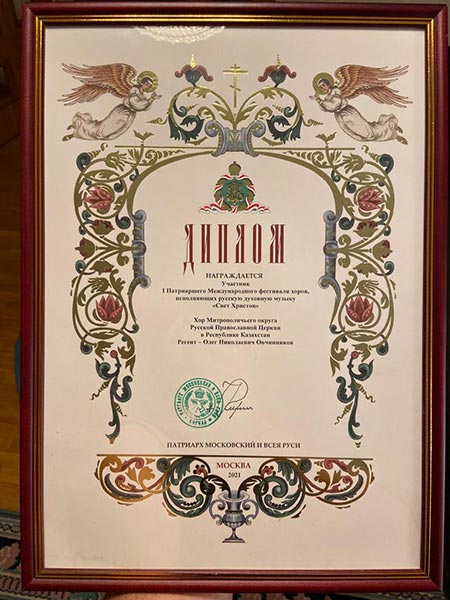 ДИПЛОМ
НАГРАЖДАЕТСЯ
Участник
I Патриаршего Международного фестиваля хоров,
исполняющих русскую духовную музыку
«Свет Христов»
Хор Митрополичьего округа
Русской Православной Церкви
в Республике Казахстан
Регент – Олег Николаевич Овчинников
ПАТРИАРХ МОСКОВСКИЙ И ВСЕЯ РУСИ
МОСКВА
2021